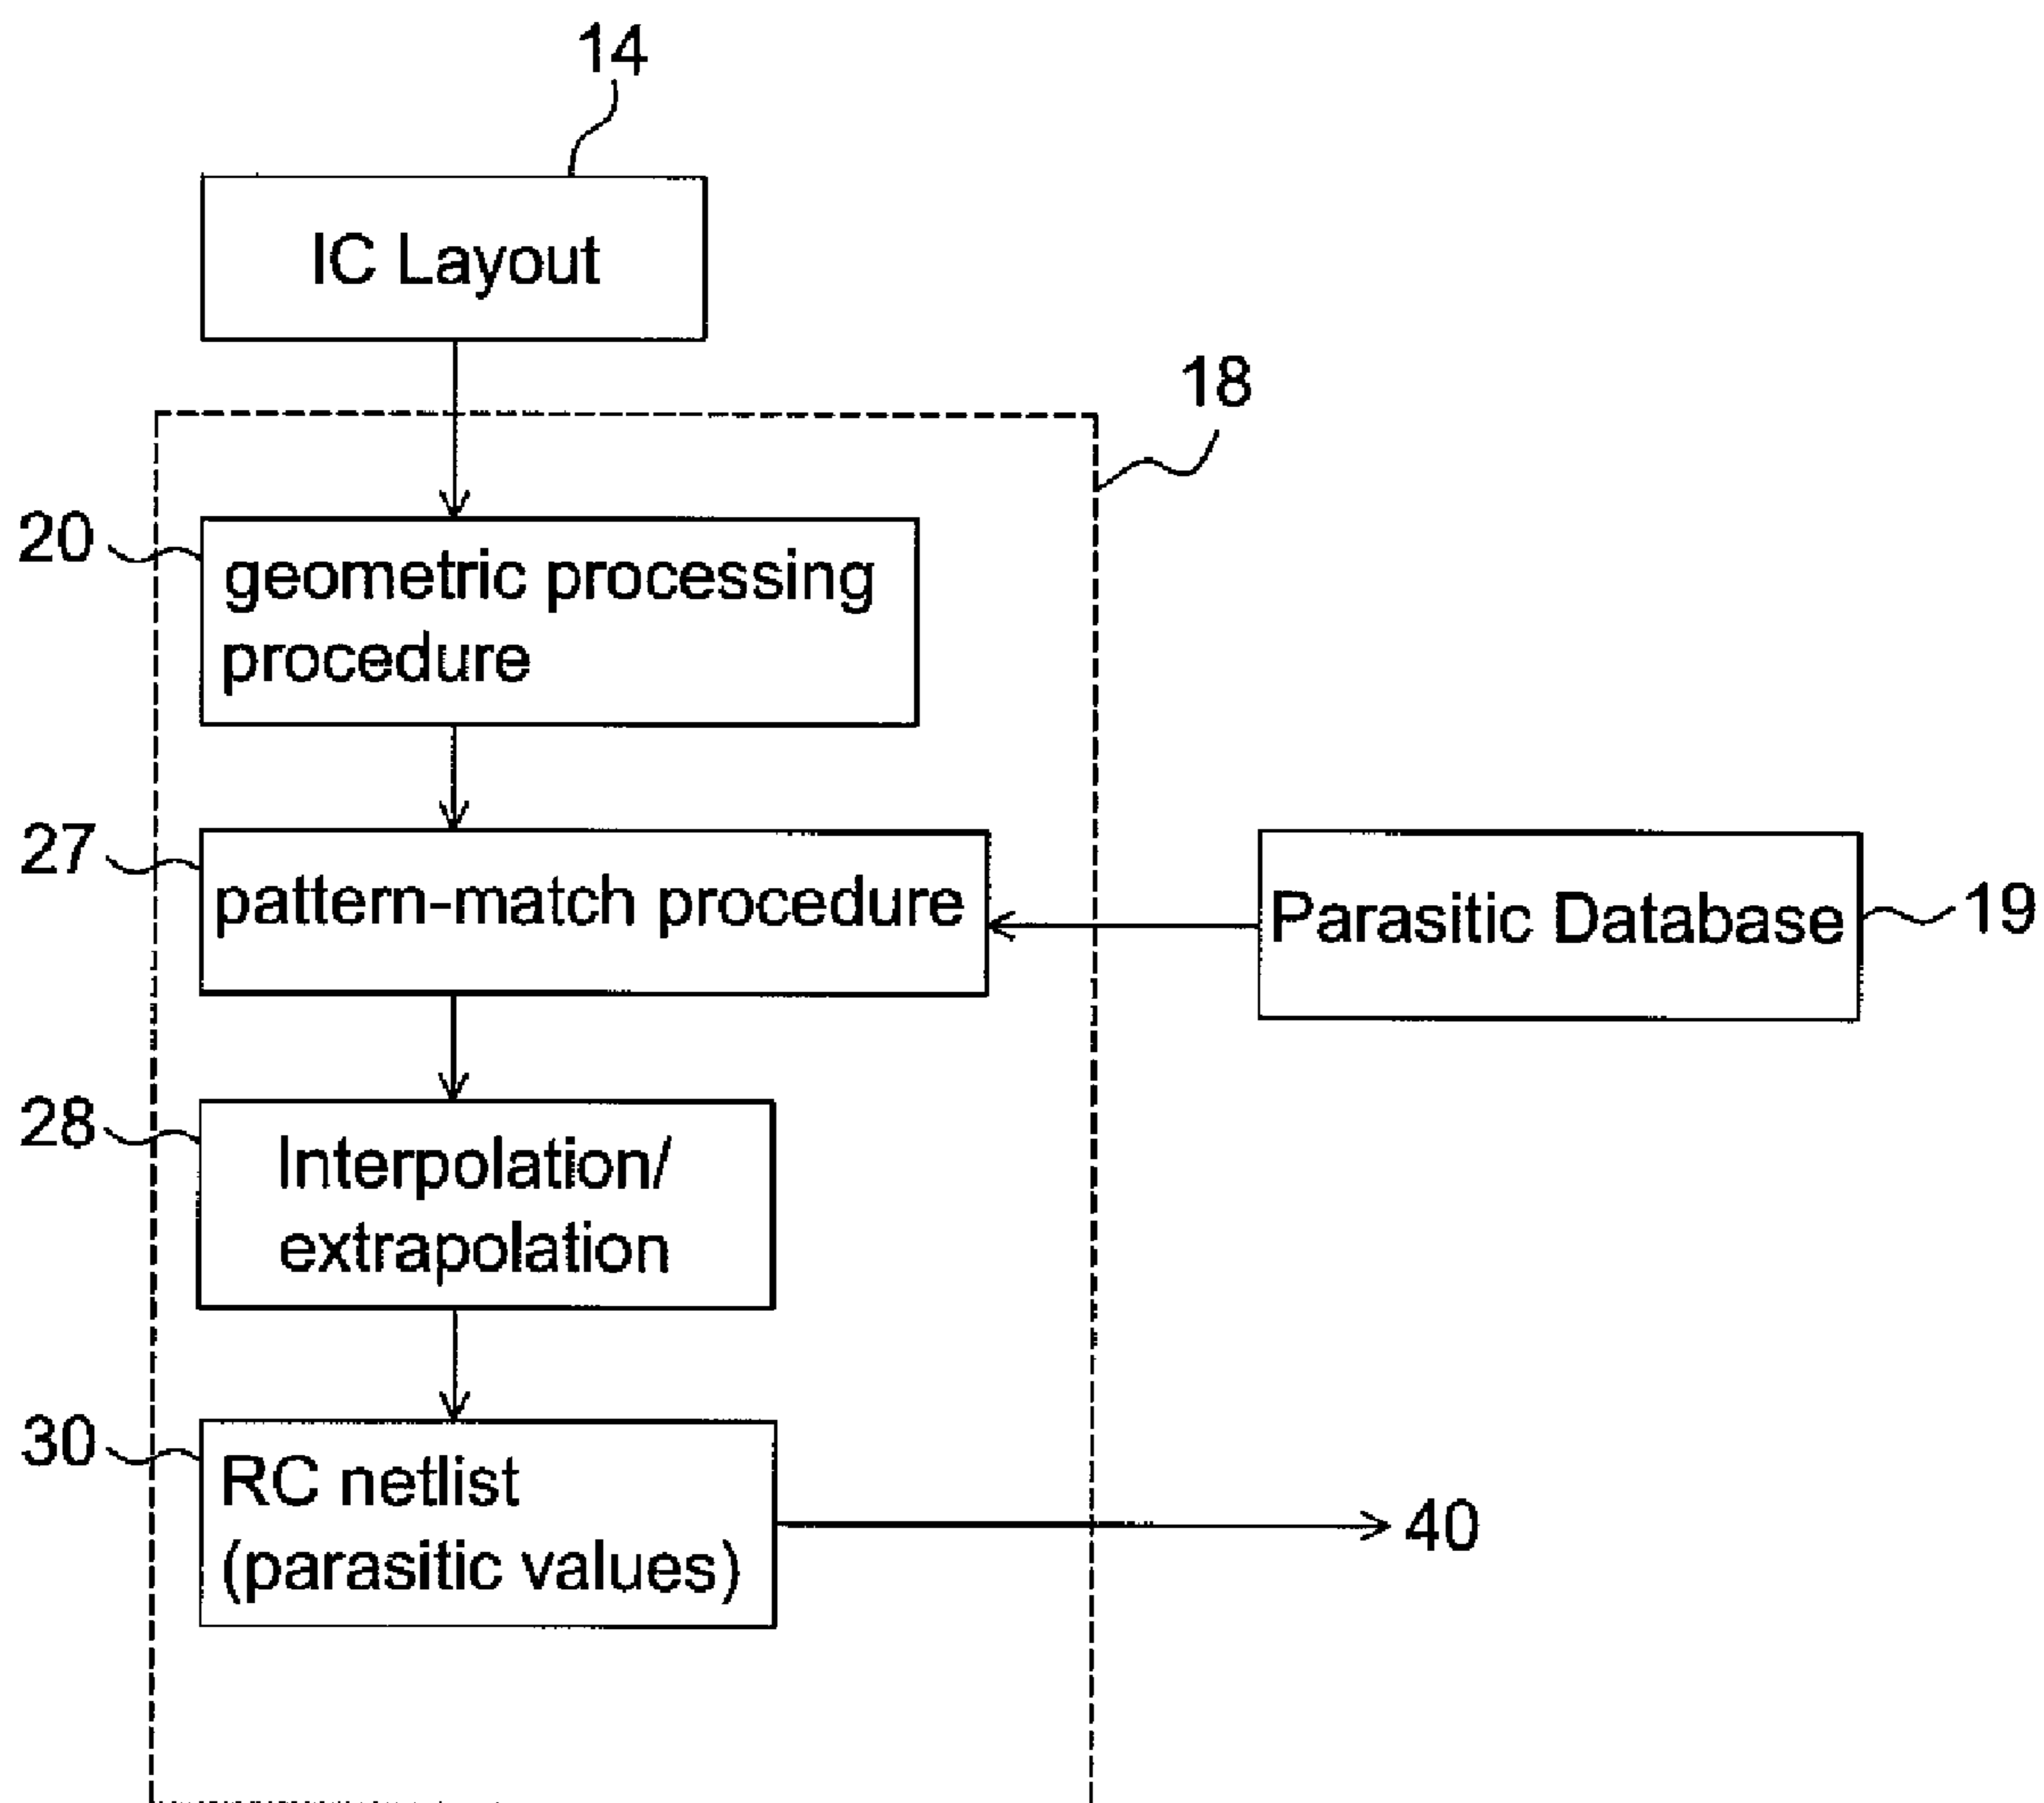 14
IC Layout
18
20
geometric processing
procedure
27
pattern-match procedure
Parasitic Database
19
28
Interpolation/
extrapolation
30
RC netlist
(parasitic values)
40